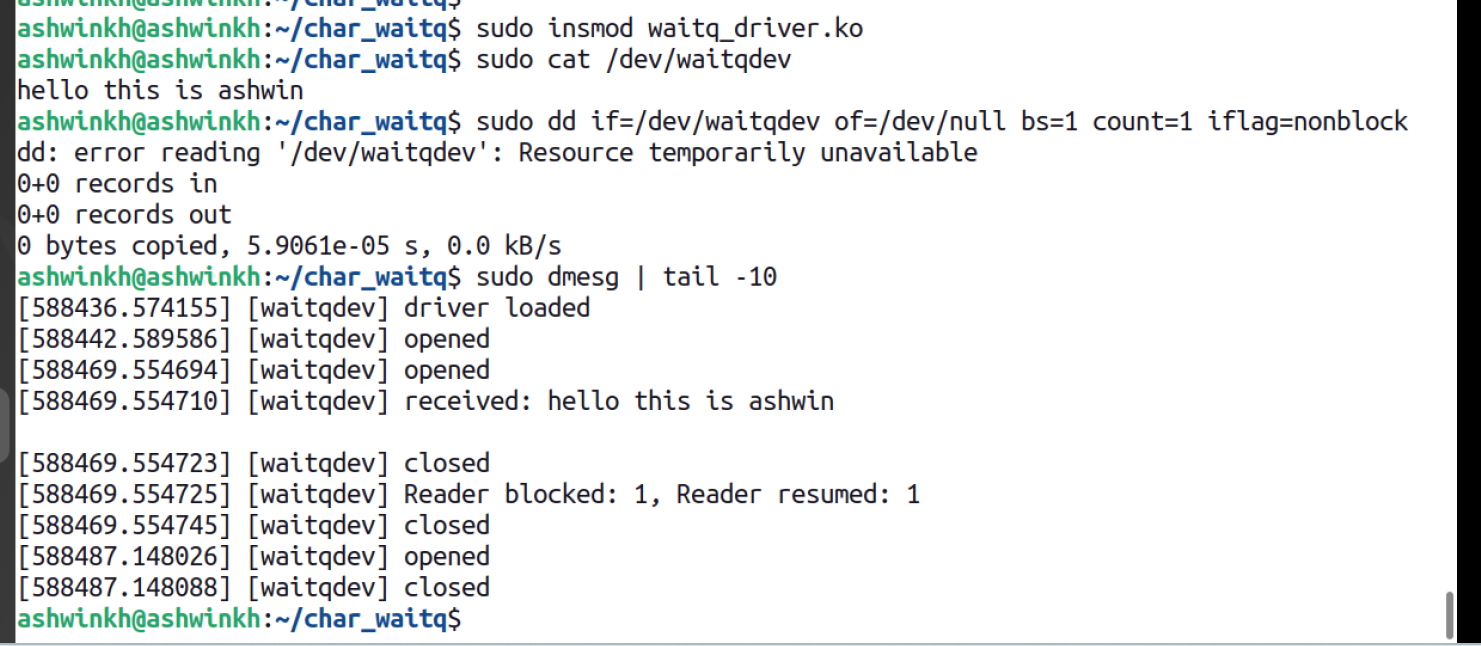 ashwinkh@ashwinkh:~/char_waitq$
ashwinkh@ashwinkh:~/char_waitq$ sudo insmod waitq_driver.ko
ashwinkh@ashwinkh:~/char_waitq$ sudo cat /dev/waitqdev
hello this is ashwin
ashwinkh@ashwinkh:~/char_waitq$ sudo dd if=/dev/waitqdev of=/dev/null bs=1 count=1 iflag=nonblock
dd: error reading '/dev/waitqdev': Resource temporarily unavailable
0+0 records in
0+0 records out
0 bytes copied, 5.9061e-05 s, 0.0 kB/s
ashwinkh@ashwinkh:~/char_waitq$ sudo dmesg | tail -10
[588436.574155] [waitqdev] driver loaded
[588442.589586] [waitqdev] opened
[588469.554694] [waitqdev] opened
[588469.554710] [waitqdev] received: hello this is ashwin
[588469.554723] [waitqdev] closed
[588469.554725] [waitqdev] Reader blocked: 1, Reader resumed: 1
[588469.554745] [waitqdev] closed
[588487.148026] [waitqdev] opened
[588487.148088] [waitqdev] closed
ashwinkh@ashwinkh:~/char_waitq$